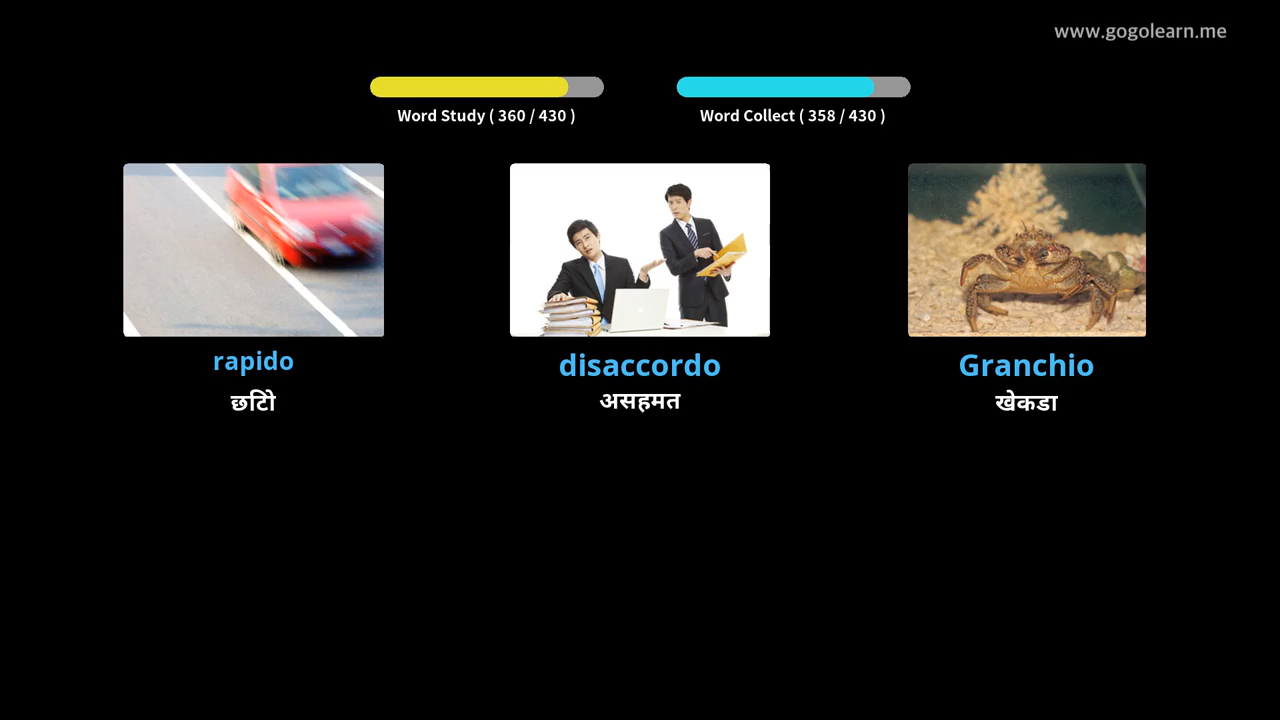 www.gogolearn.me
Word Study ( 360 / 430 )
Word Collect ( 358 / 430 )
rapido
disaccordo
Granchio
छिटो
असहमत
खेकडा